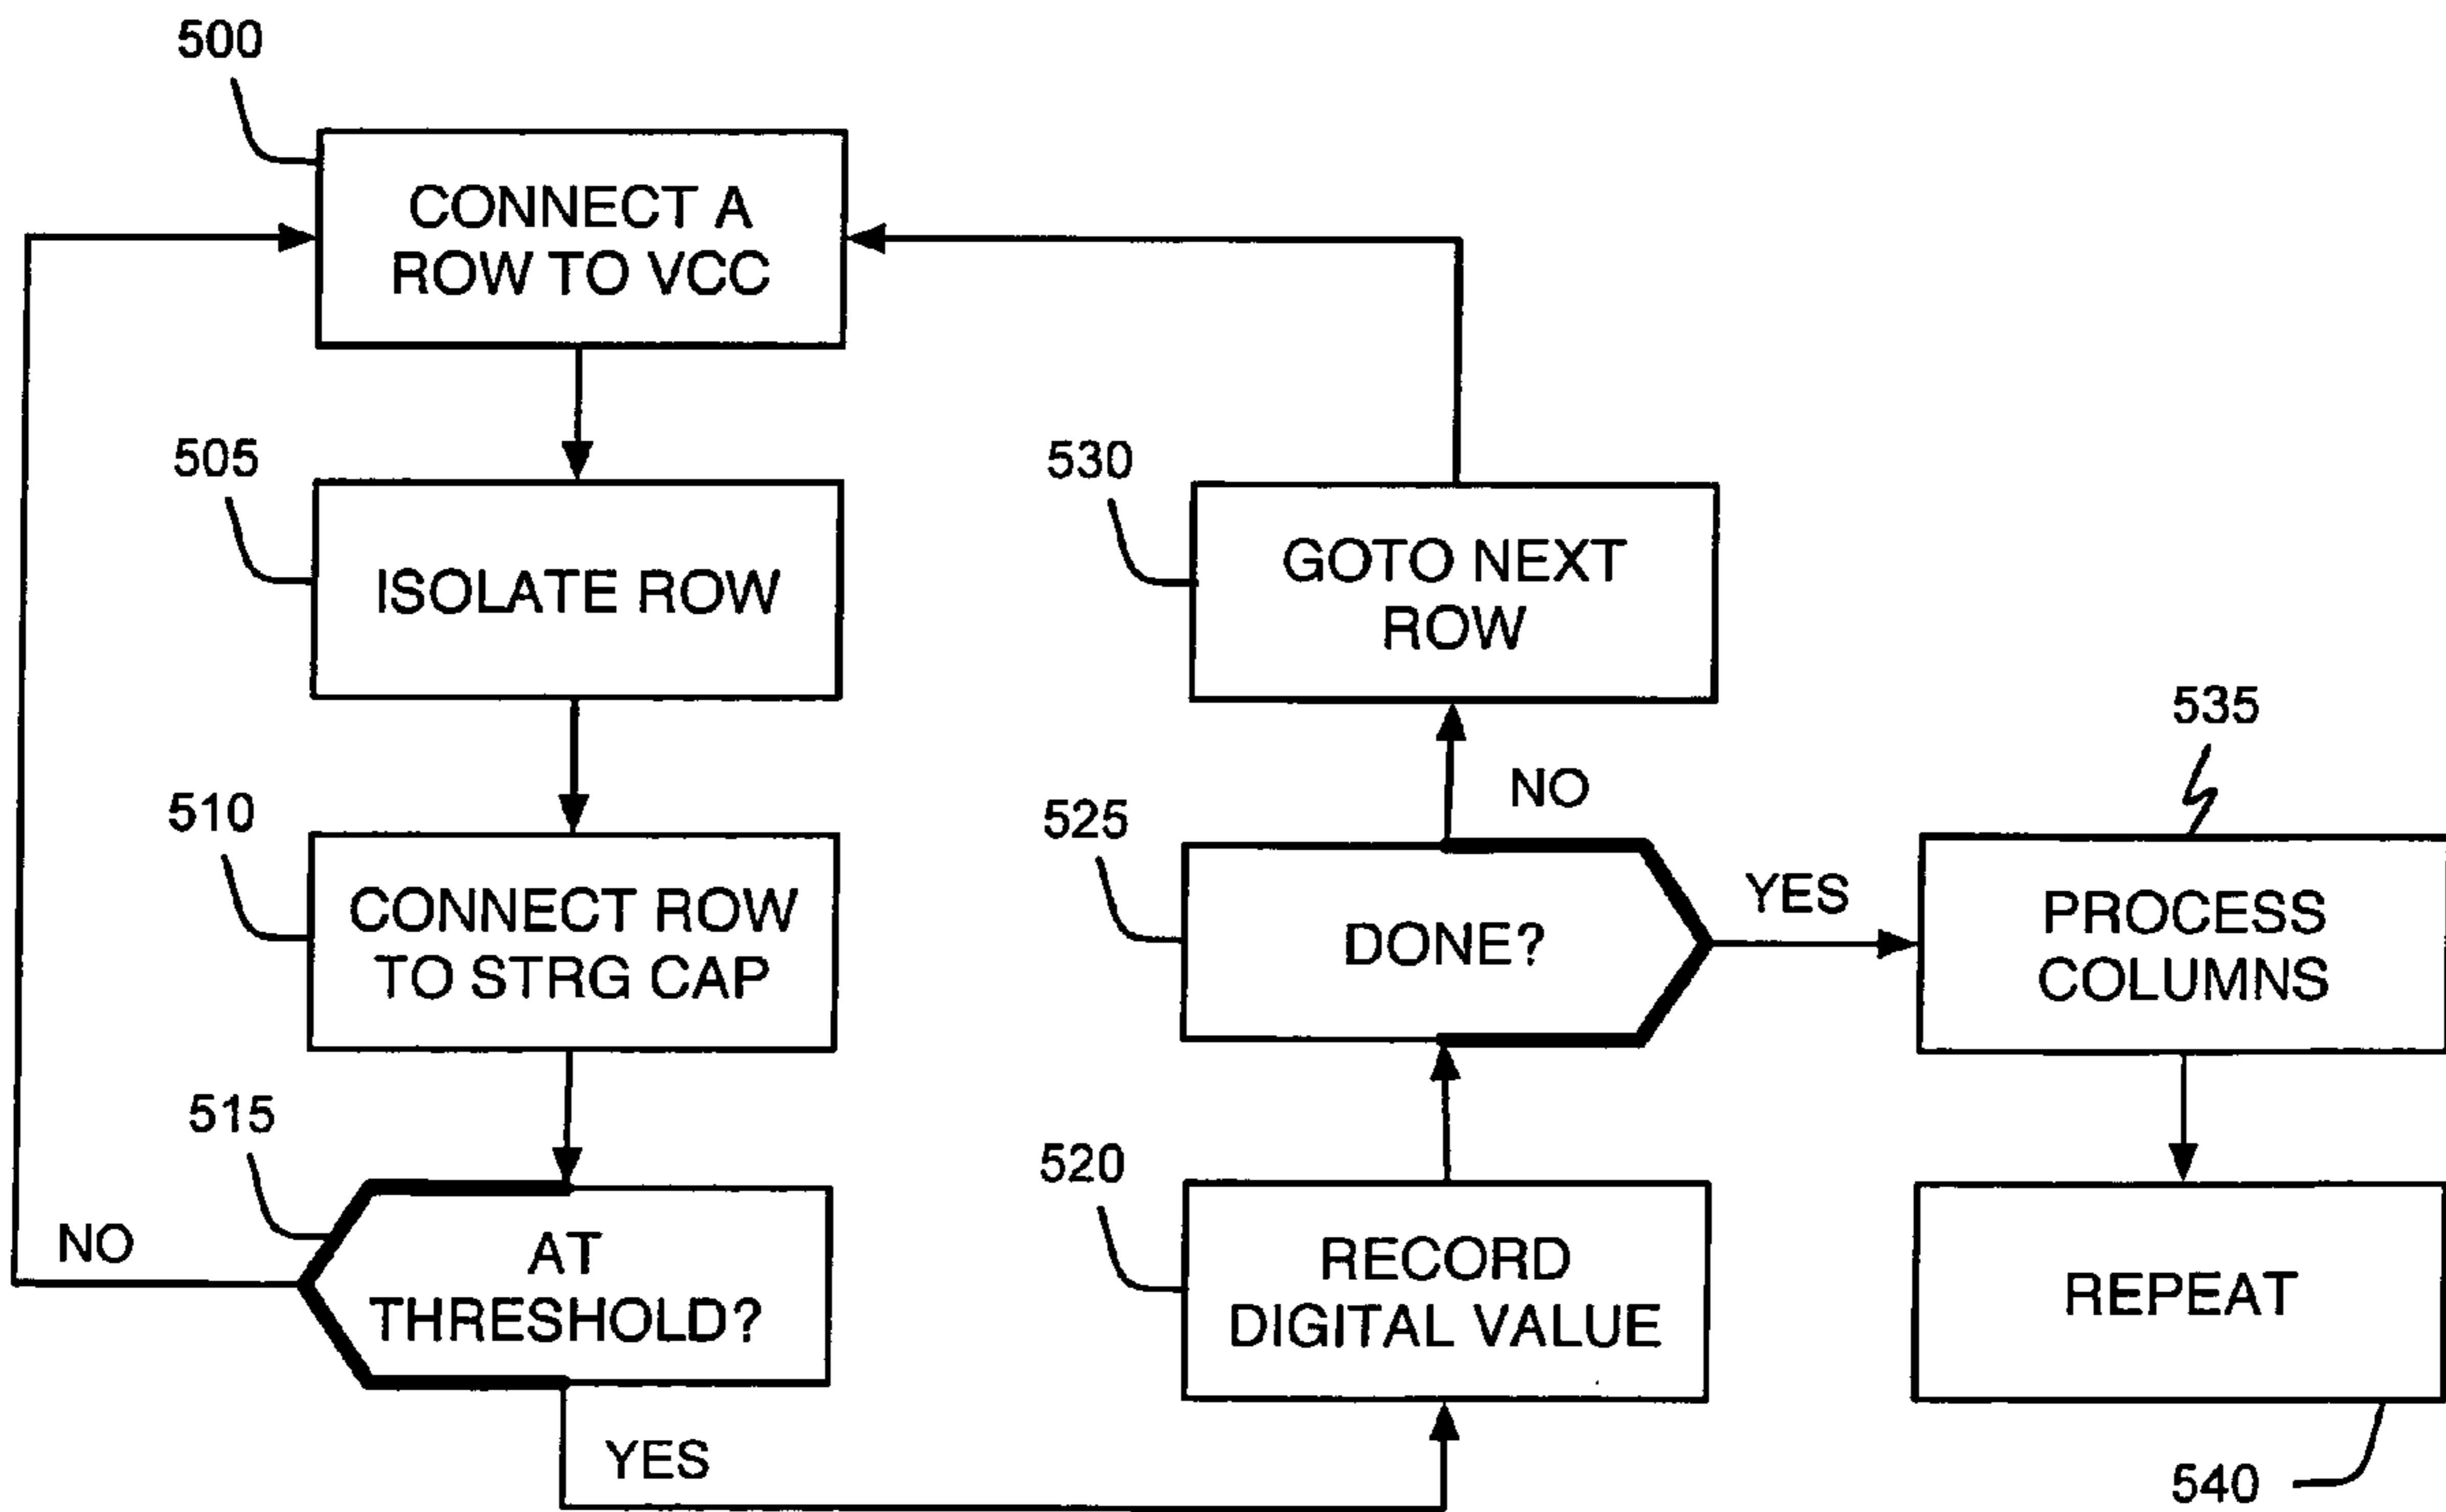 500
CONNECT A
ROW TO VCC
505
ISOLATE ROW
510
CONNECT ROW
TO STRG CAP
515
AT
THRESHOLD?
NO
YES
520
RECORD
DIGITAL VALUE
525
DONE?
NO
YES
530
GOTO NEXT
ROW
535
PROCESS
COLUMNS
REPEAT
540